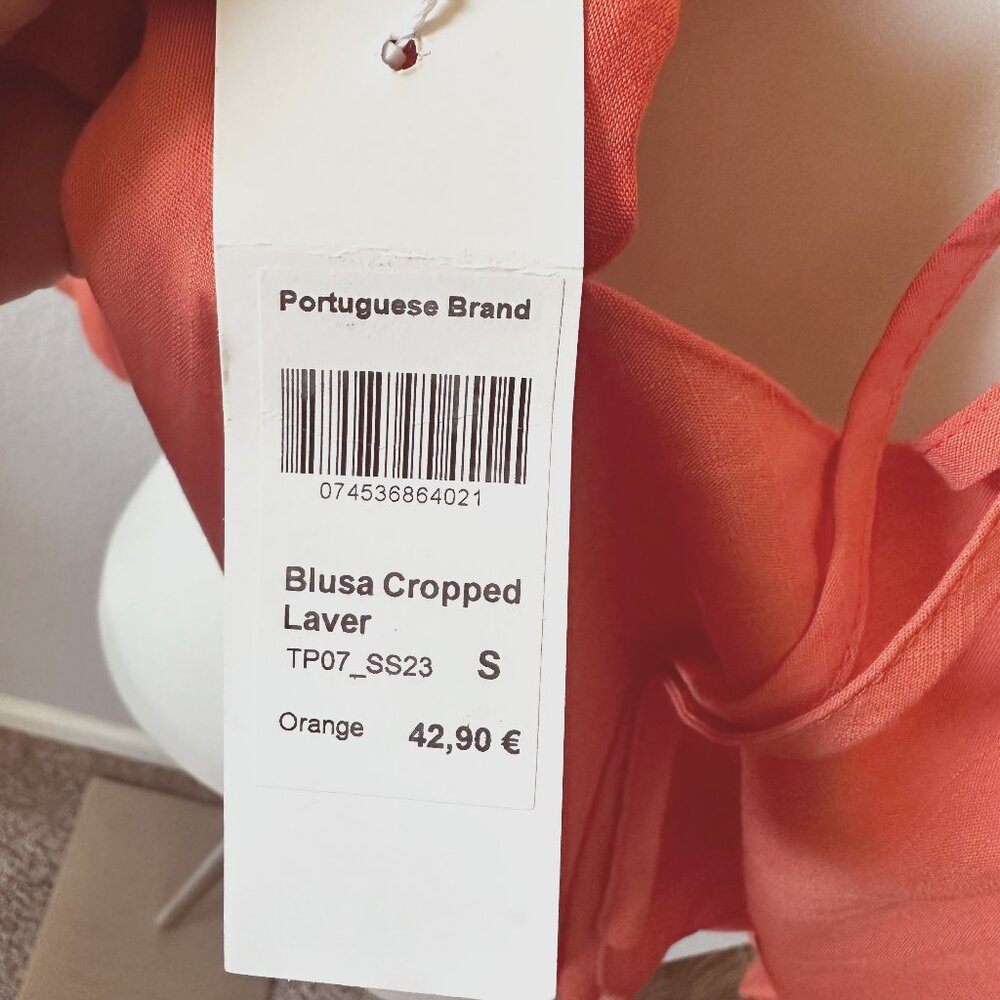 Portuguese Brand
074536864021
Blusa Cropped
Laver
TP07_SS23 S
Orange 42,90 €